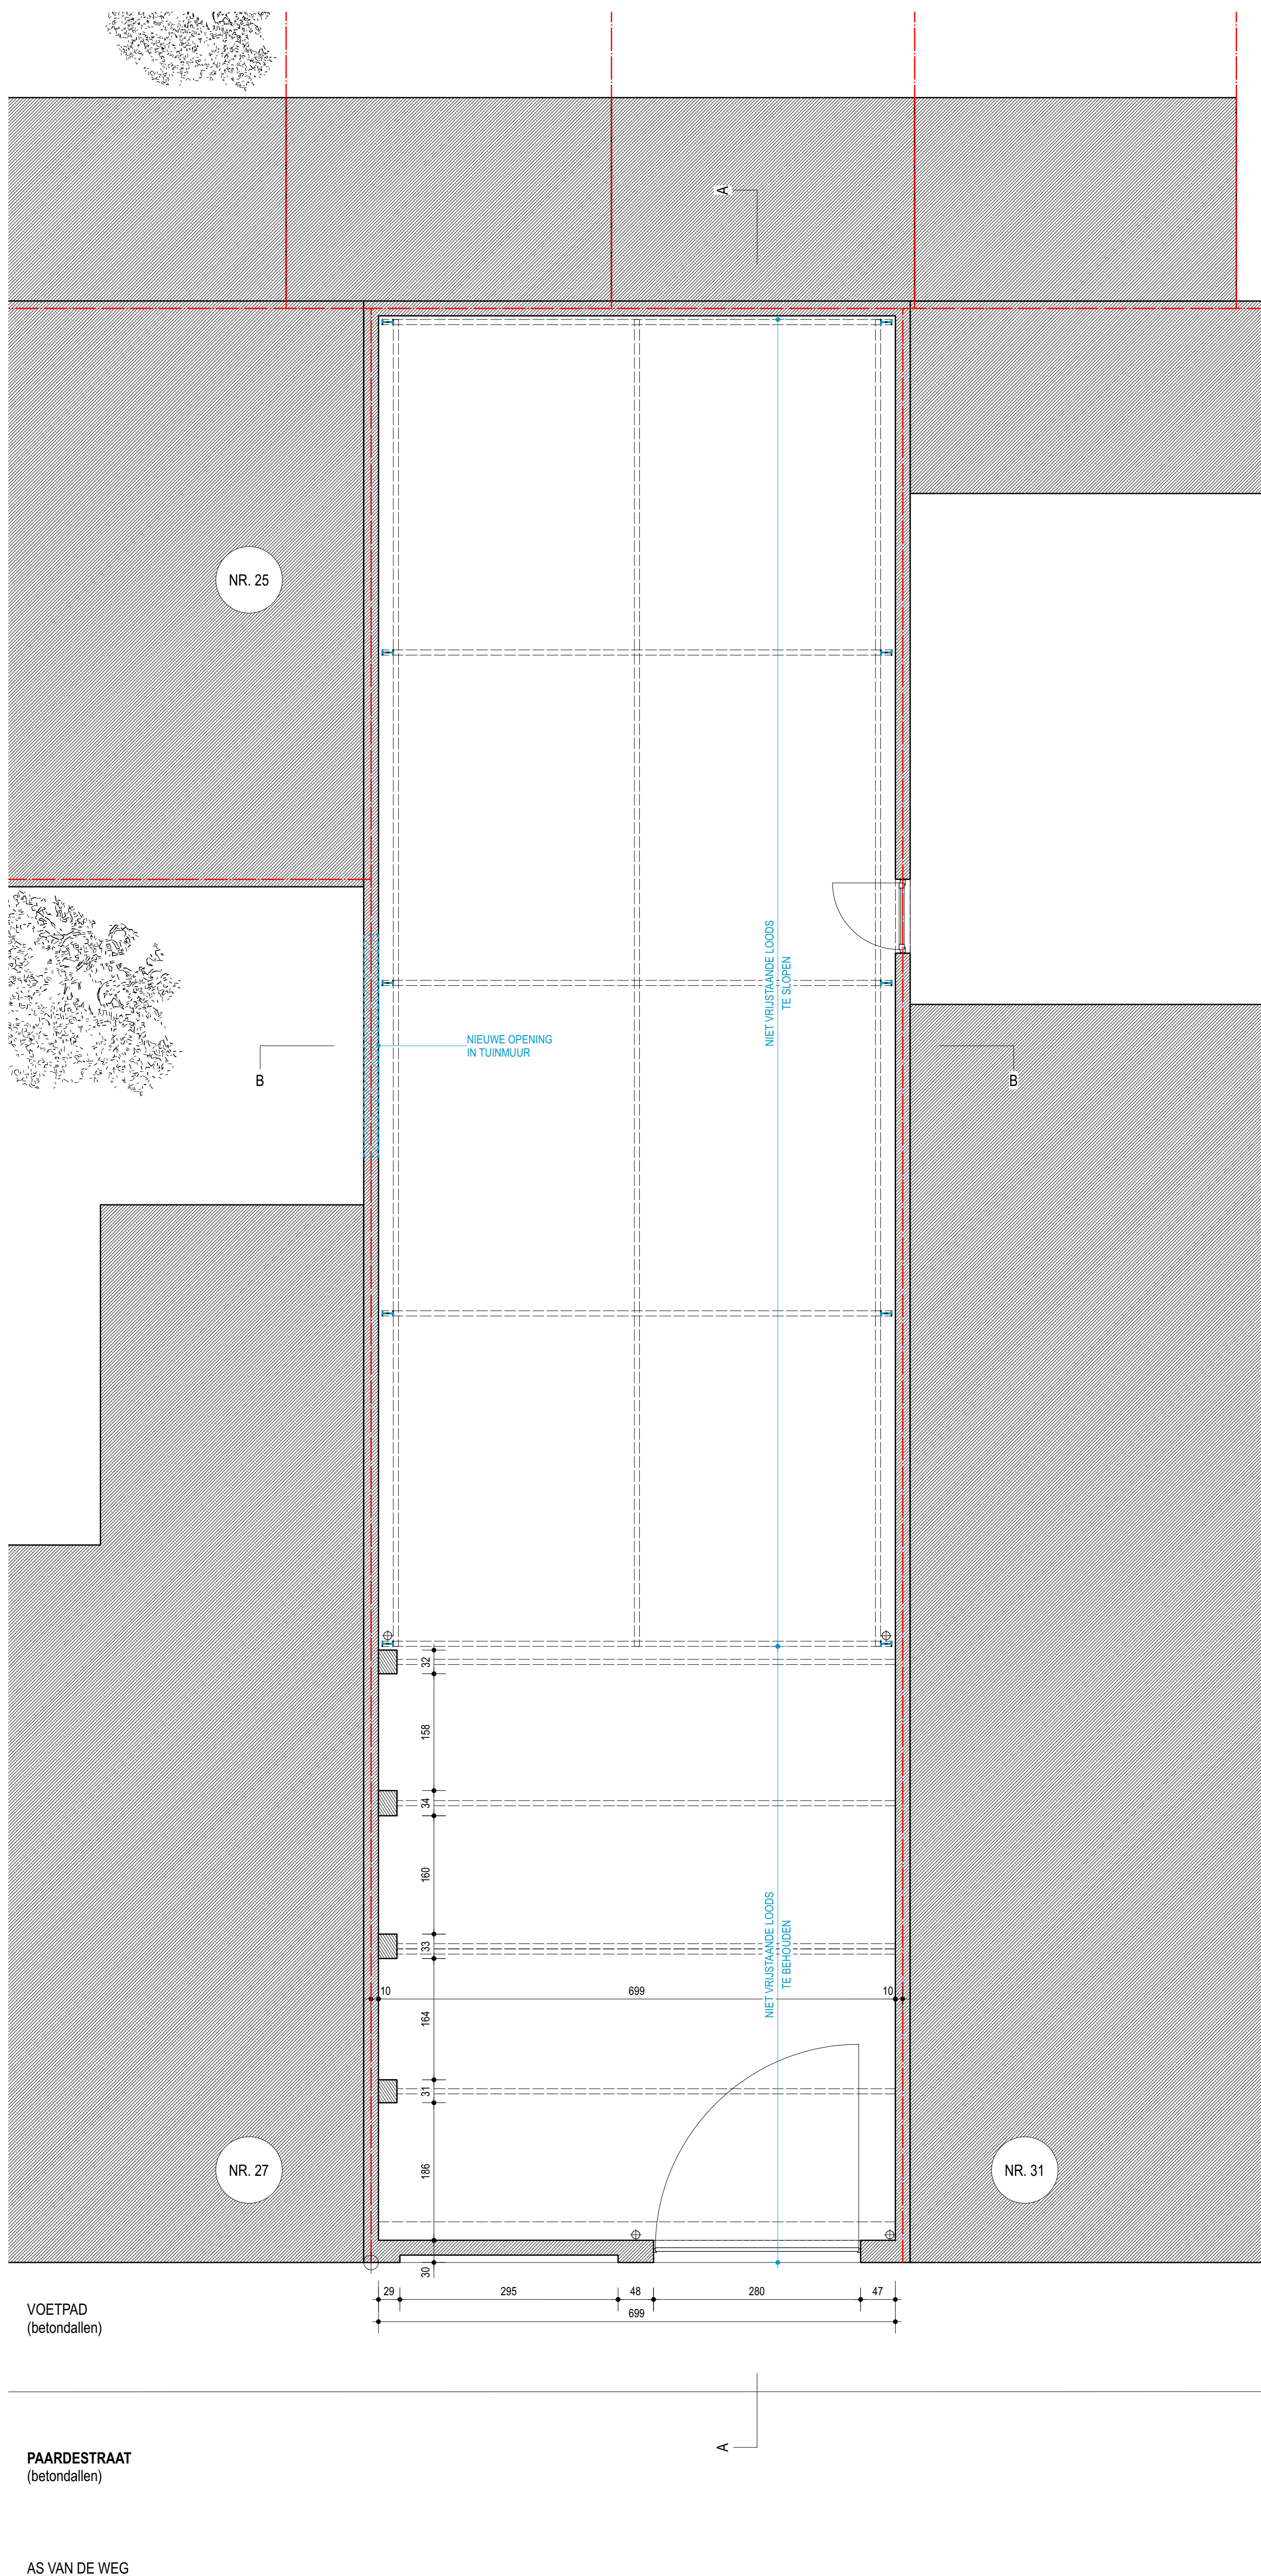 A
NR. 25
NIET VRIJSTAANDE LOODS
TE SLOPEN
NIEUWE OPENING
IN TUINMUUR
B
B
32
158
34
160
33
NIET VRIJSTAANDE LOODS
TE BEHOUDEN
10
699
10
164
31
186
NR. 27
NR. 31
30
29
295
48
280
47
699
VOETPAD
(betondallen)
A
PAARDESTRAAT
(betondallen)
AS VAN DE WEG